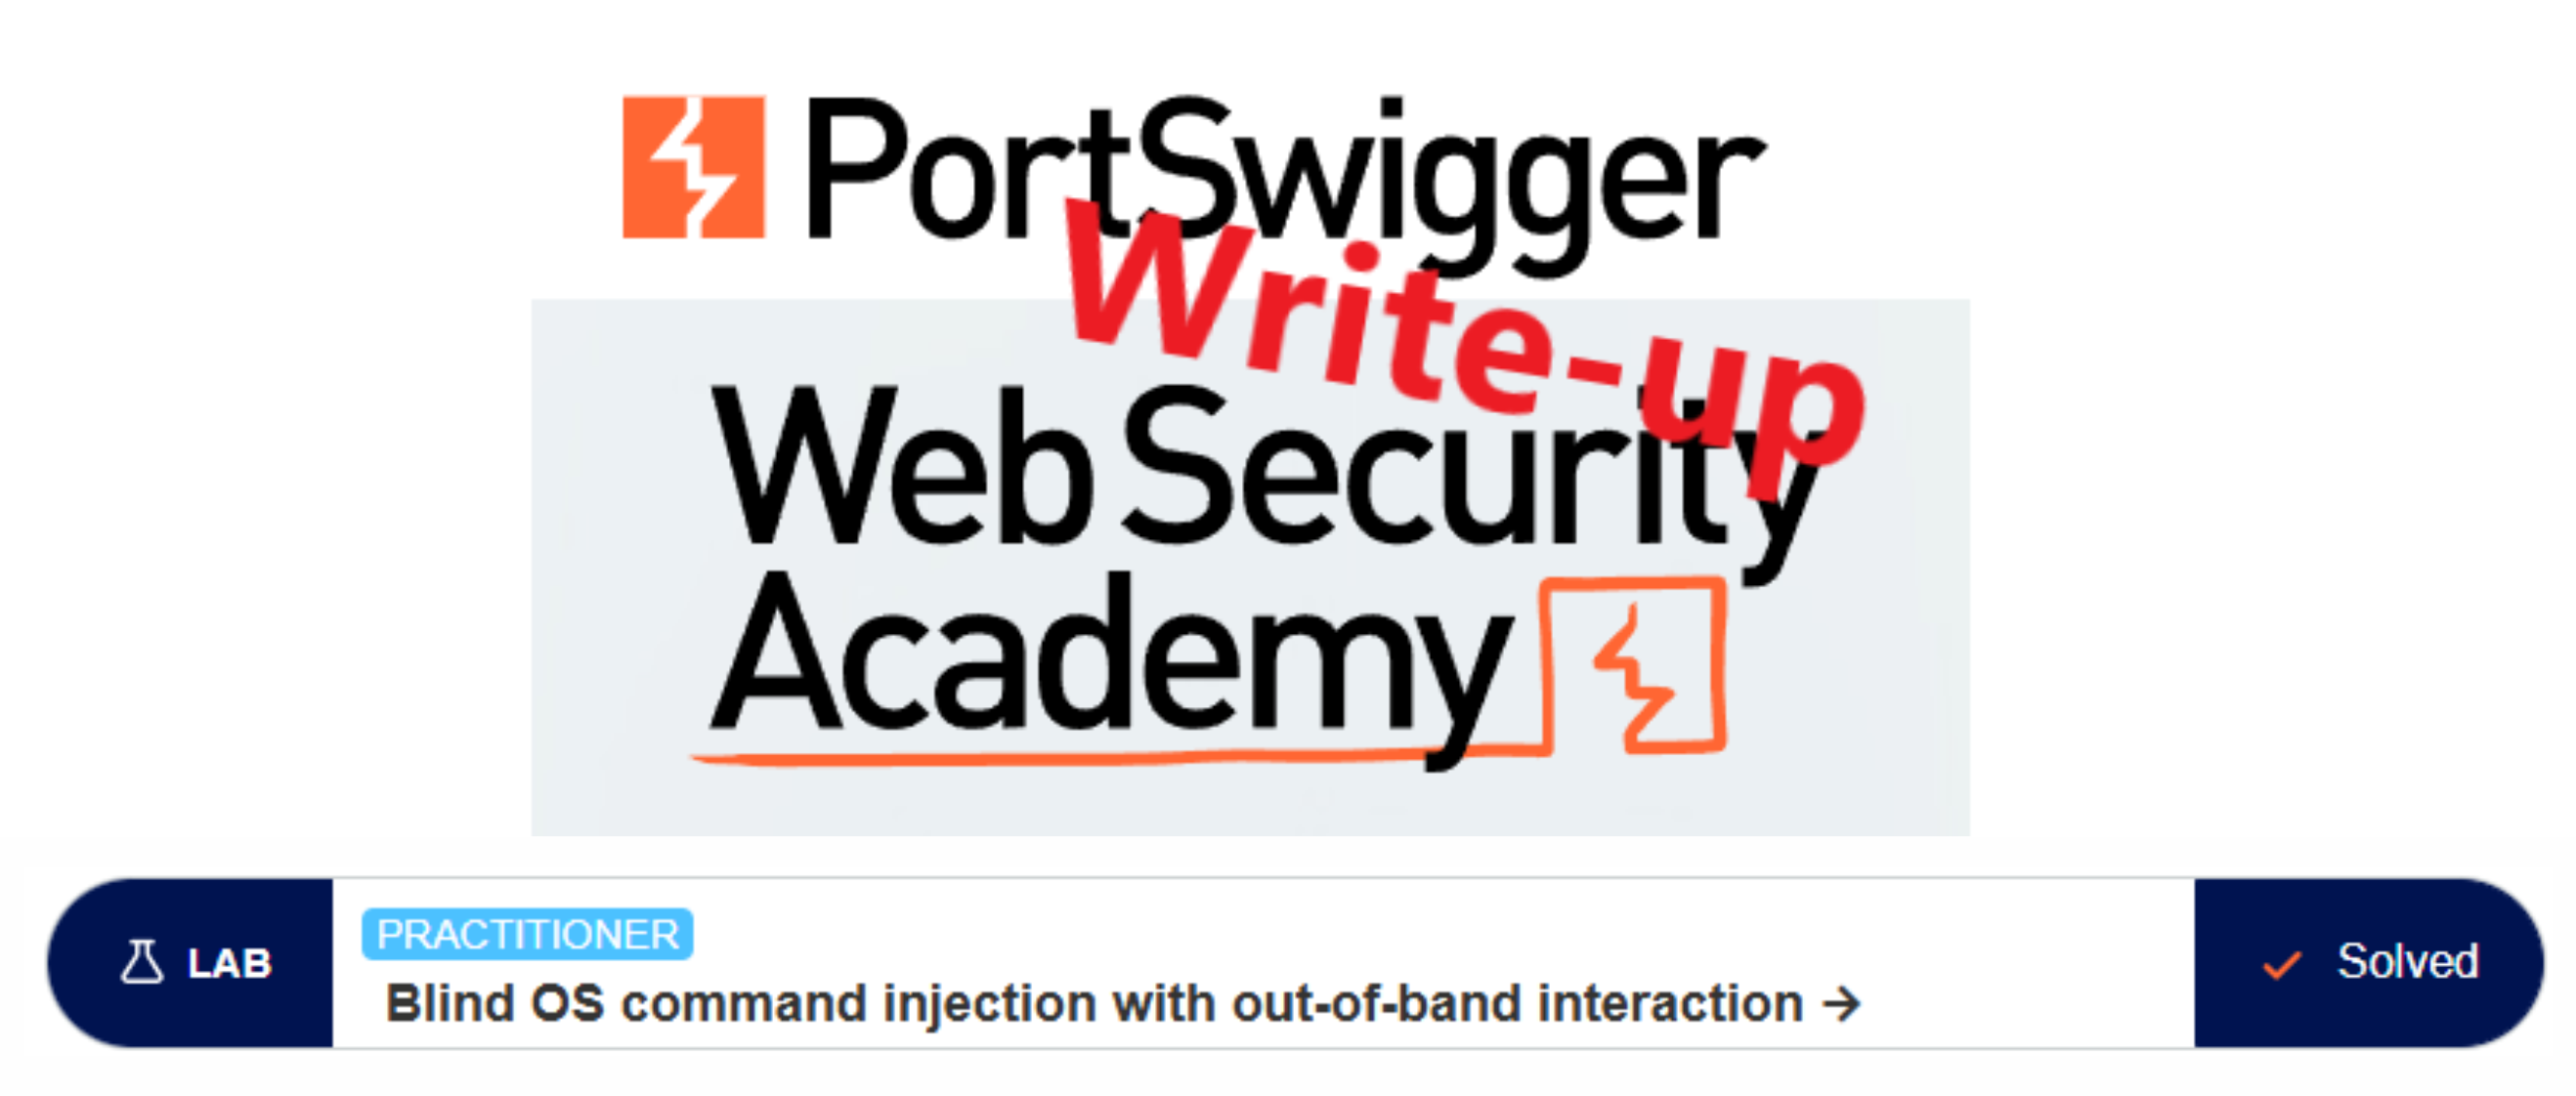 PortSwigger
Write-up
Web Security
Academy
LAB
PRACTITIONER
Blind OS command injection with out-of-band interaction →
Solved